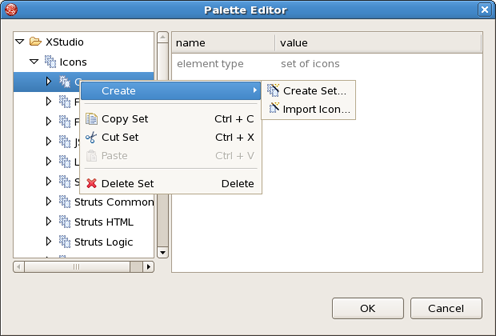 Palette Editor
XStudio
name value
Icons
element type set of icons
Create
Create Set...
Import Icon...
Copy Set Ctrl + C
Cut Set Ctrl + X
Paste Ctrl + V
Delete Set Delete
Struts Common
Struts HTML
Struts Logic
OK Cancel